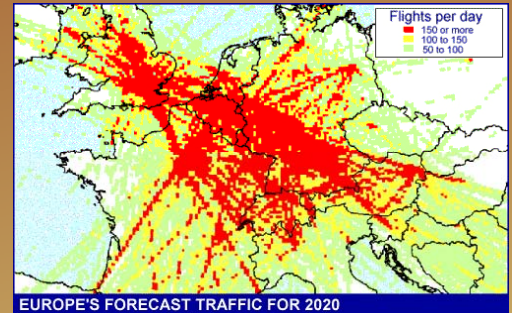 Flights per day
150 or more
100 to 150
50 to 100
EUROPE'S FORECAST TRAFFIC FOR 2020